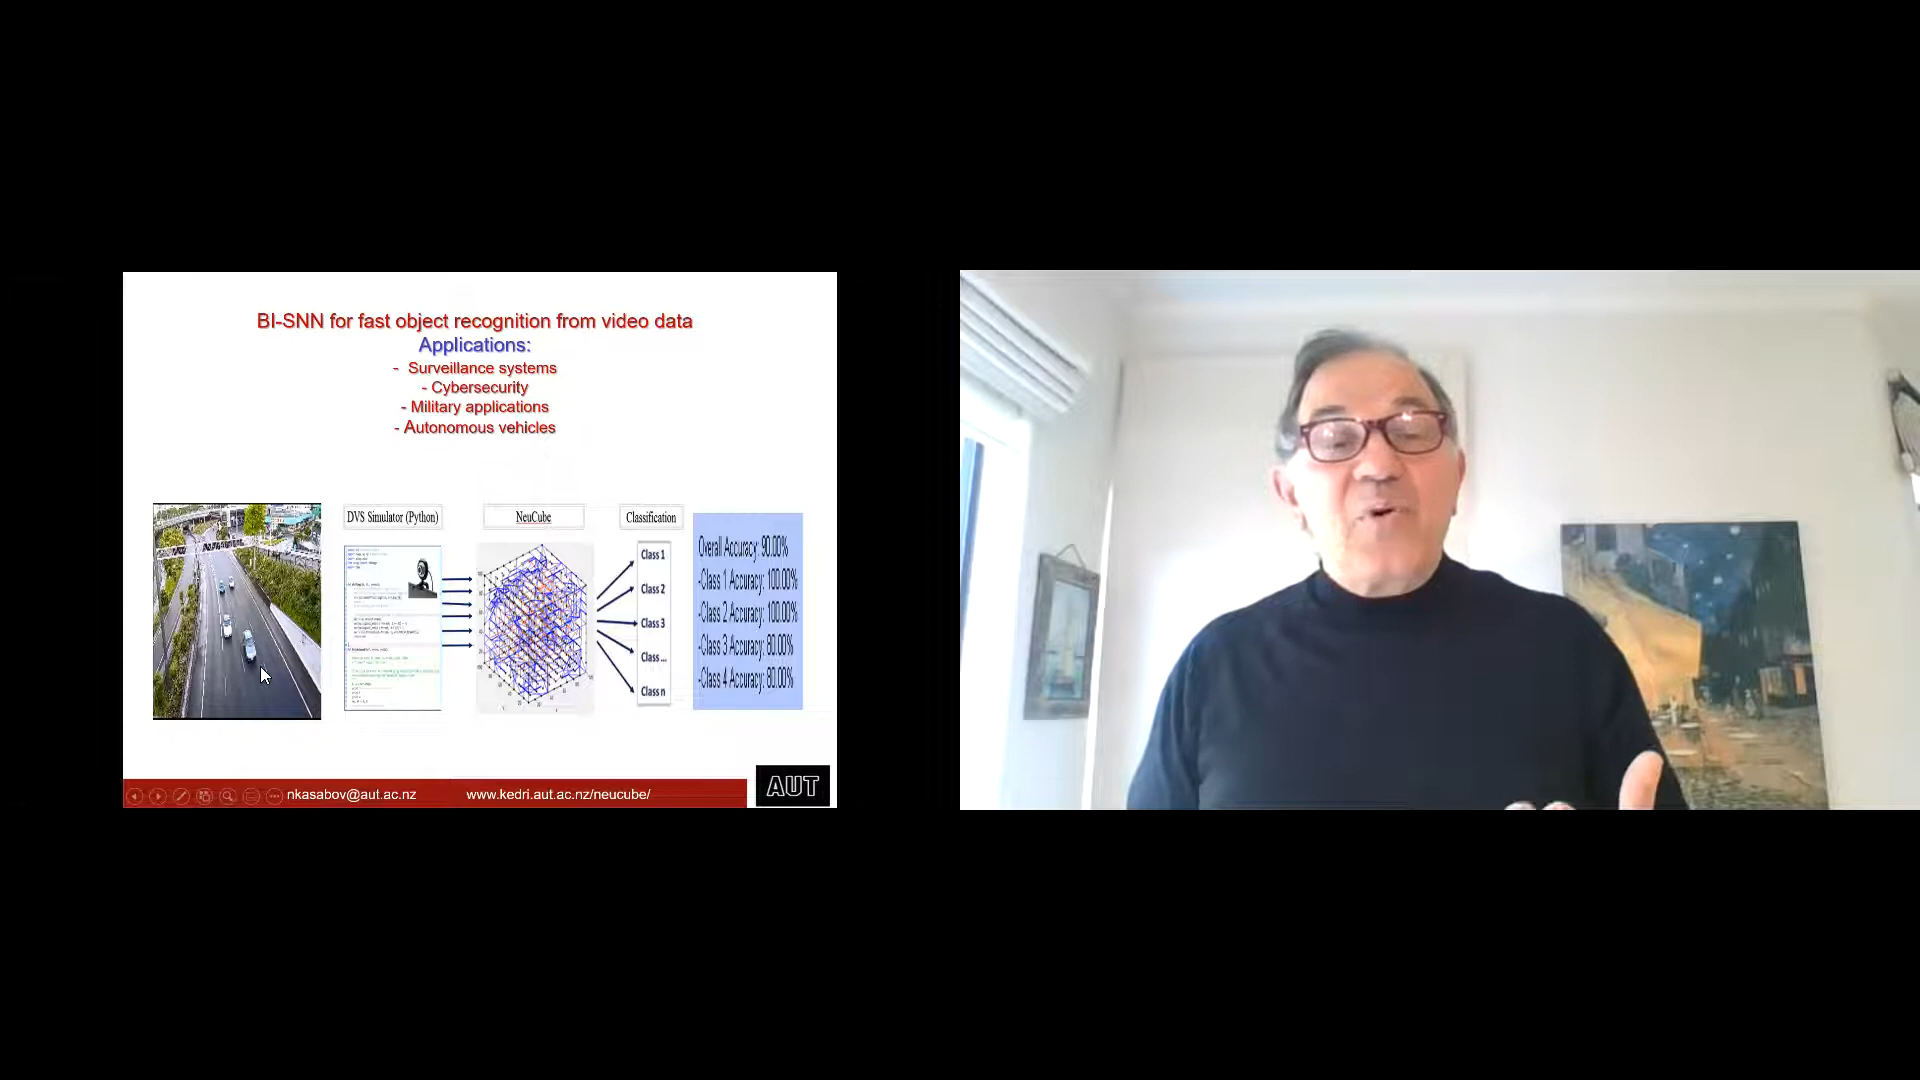 BI-SNN for fast object recognition from video data
Applications:
- Surveillance systems
- Cybersecurity
- Military applications
- Autonomous vehicles
DVS Simulator (Python)
NeuCube
Classification
Class 1
Class 2
Class 3
Class ...
Class n
Overall Accuracy: 90.00%
-Class 1 Accuracy: 100.00%
-Class 2 Accuracy: 100.00%
-Class 3 Accuracy: 80.00%
-Class 4 Accuracy: 80.00%
nkasabov@aut.ac.nz
www.kedri.aut.ac.nz/neucube/
AUT